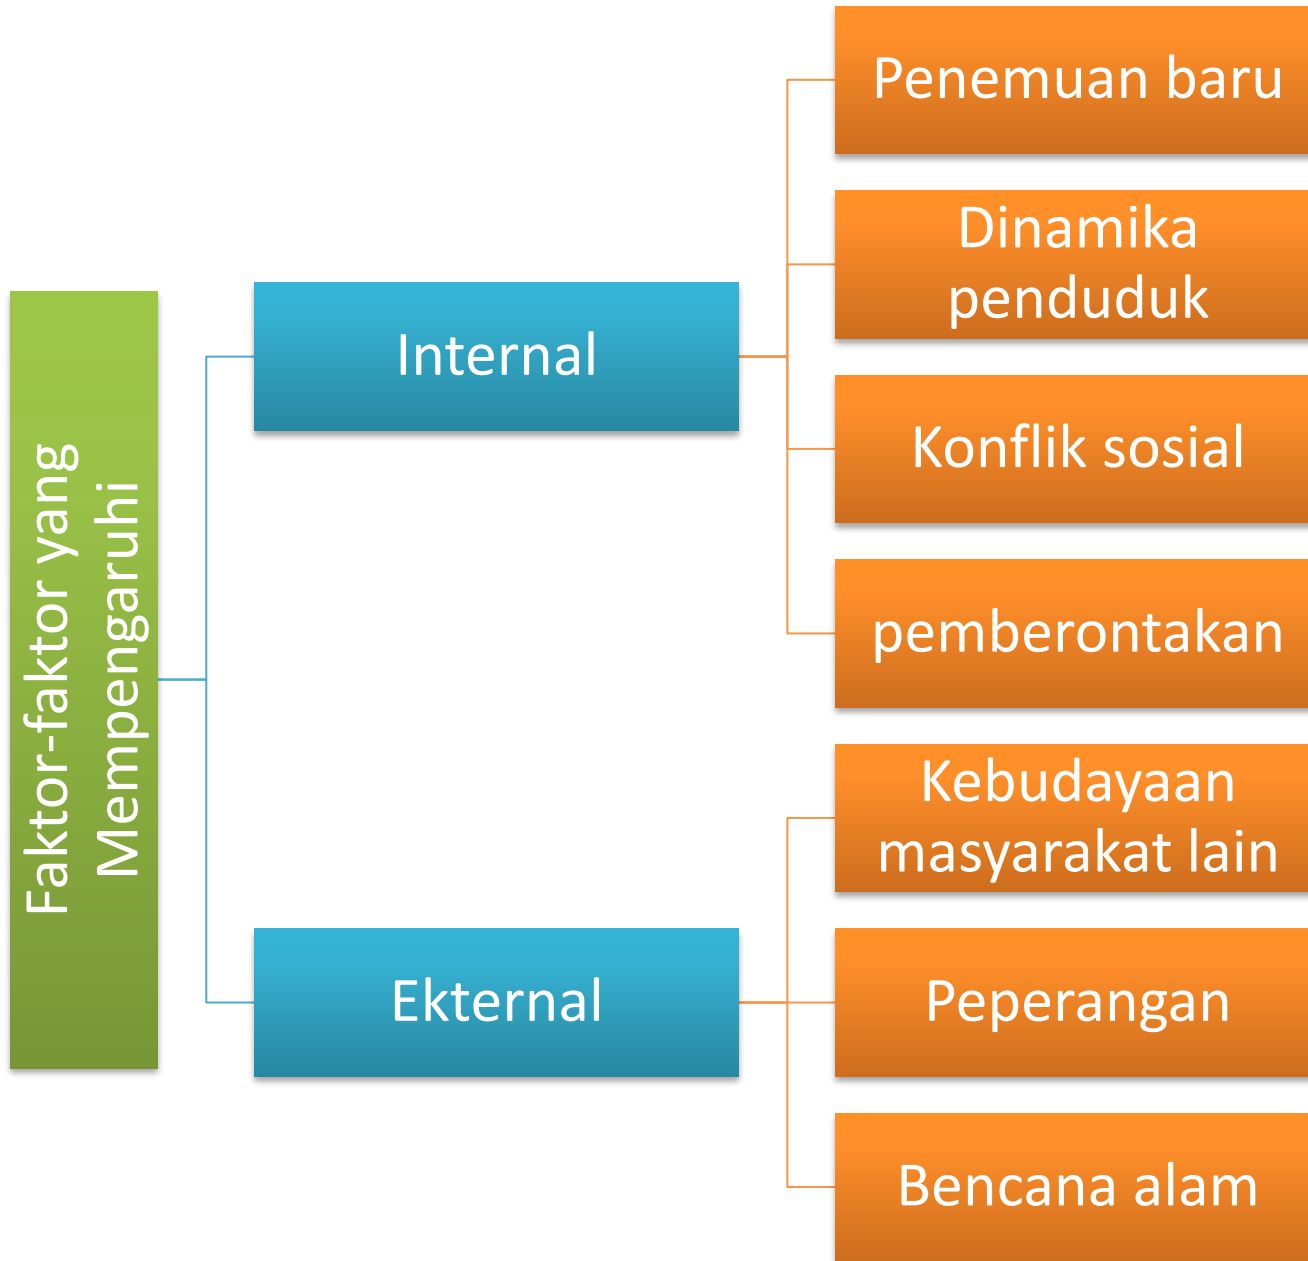 Faktor-faktor yang
Mempengaruhi
Internal
Penemuan baru
Dinamika
penduduk
Konflik sosial
pemberontakan
Ekternal
Kebudayaan
masyarakat lain
Peperangan
Bencana alam